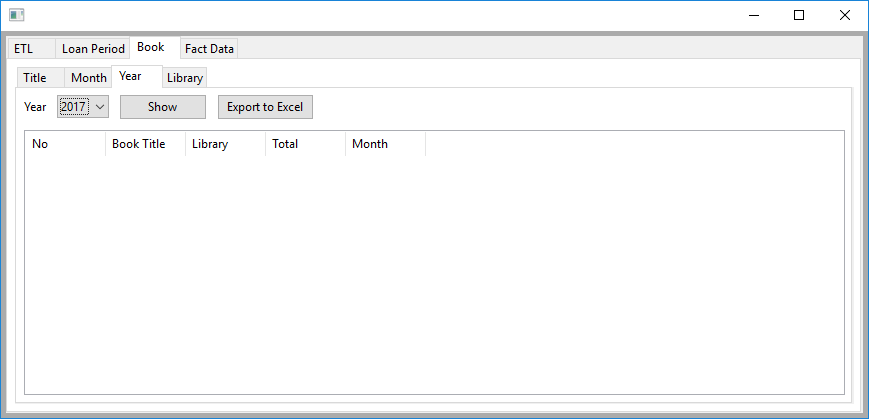 ETL Loan Period Book Fact Data
Title Month Year Library
Year 2017 Show Export to Excel
No Book Title Library Total Month